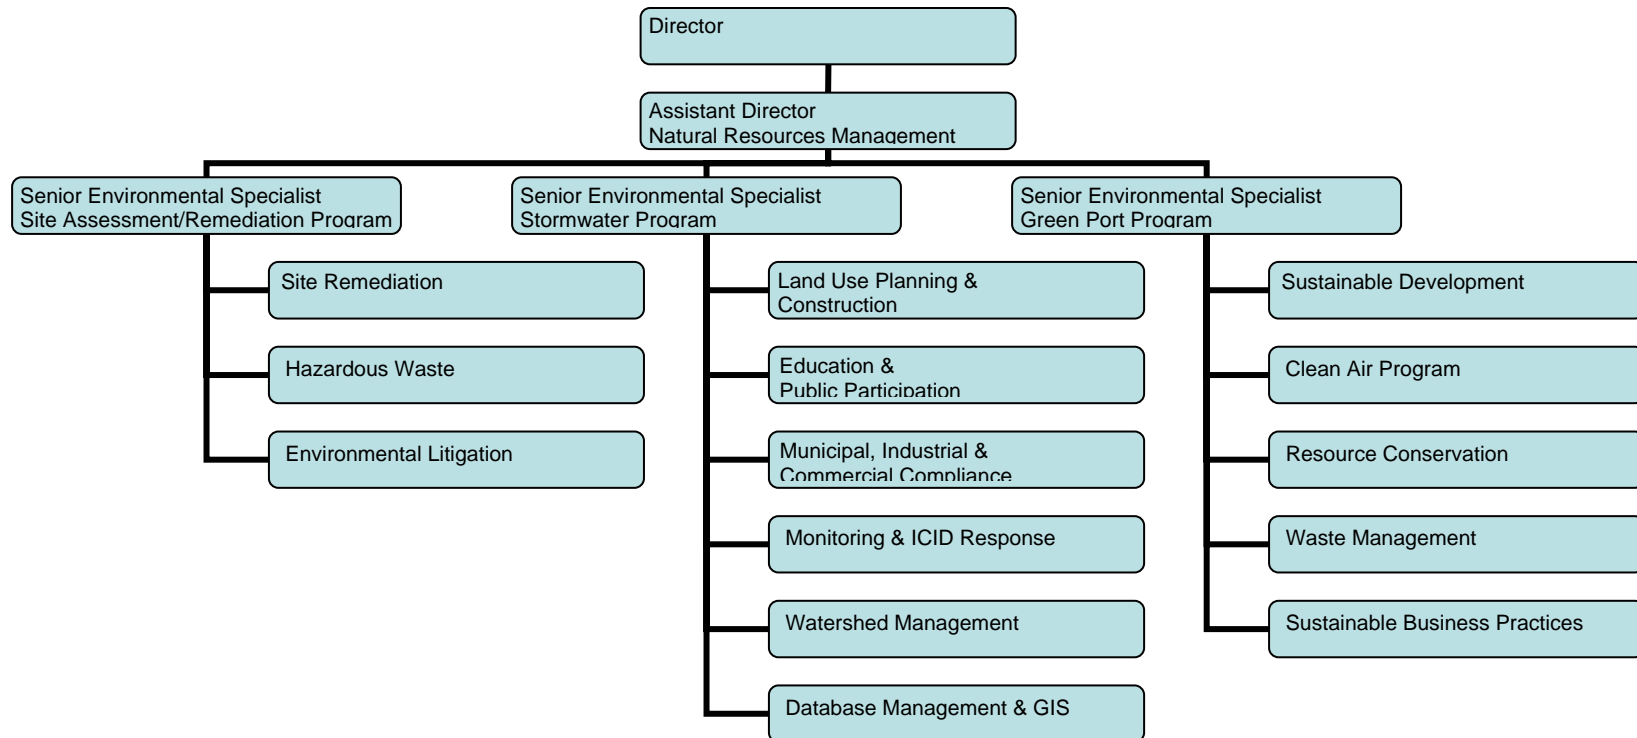 Director
Assistant Director
Natural Resources Management
Senior Environmental Specialist
Site Assessment/Remediation Program
Senior Environmental Specialist
Stormwater Program
Senior Environmental Specialist
Green Port Program
Site Remediation
Hazardous Waste
Environmental Litigation
Land Use Planning &
Construction
Education &
Public Participation
Municipal, Industrial &
Commercial Compliance
Monitoring & ICID Response
Watershed Management
Database Management & GIS
Sustainable Development
Clean Air Program
Resource Conservation
Waste Management
Sustainable Business Practices